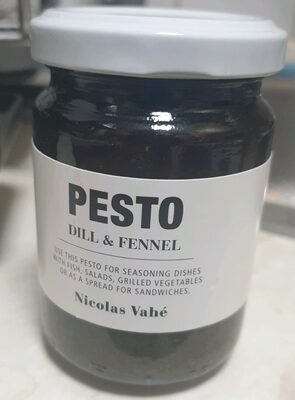 PESTO
DILL & FENNEL
USE THIS PESTO FOR SEASONING DISHES
WITH FISH, SALADS, GRILLED VEGETABLES
OR AS A SPREAD FOR SANDWICHES.
Nicolas Vahé